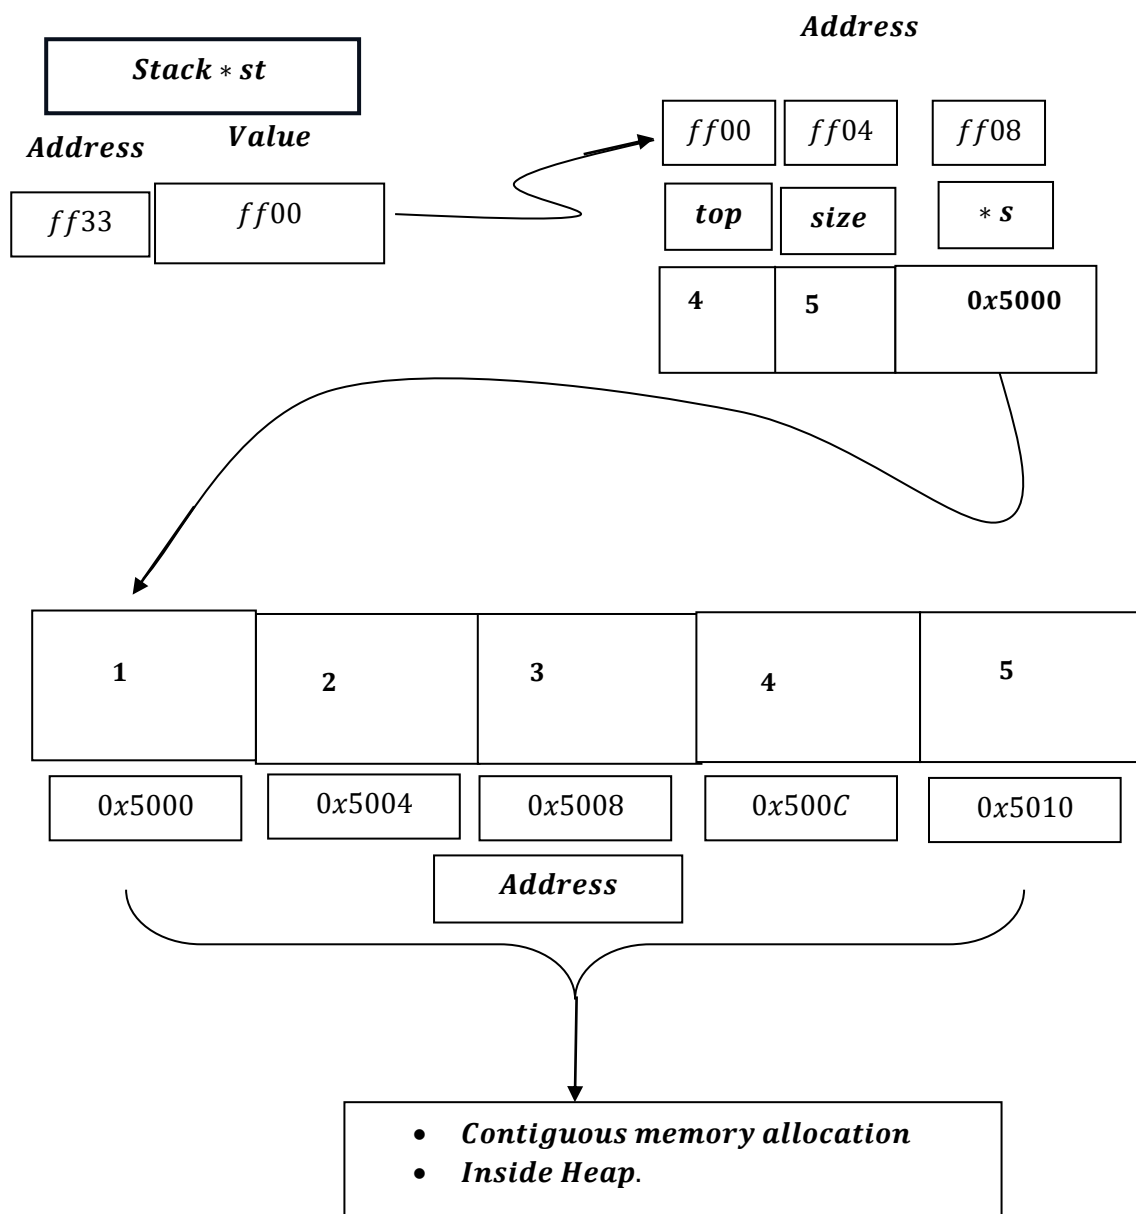 Address
Stack * st
Address Value
ff33 ff00
ff00 ff04 ff08
top size * s
4 5 0x5000
1 2 3 4 5
0x5000 0x5004 0x5008 0x500C 0x5010
Address
• Contiguous memory allocation
• Inside Heap.